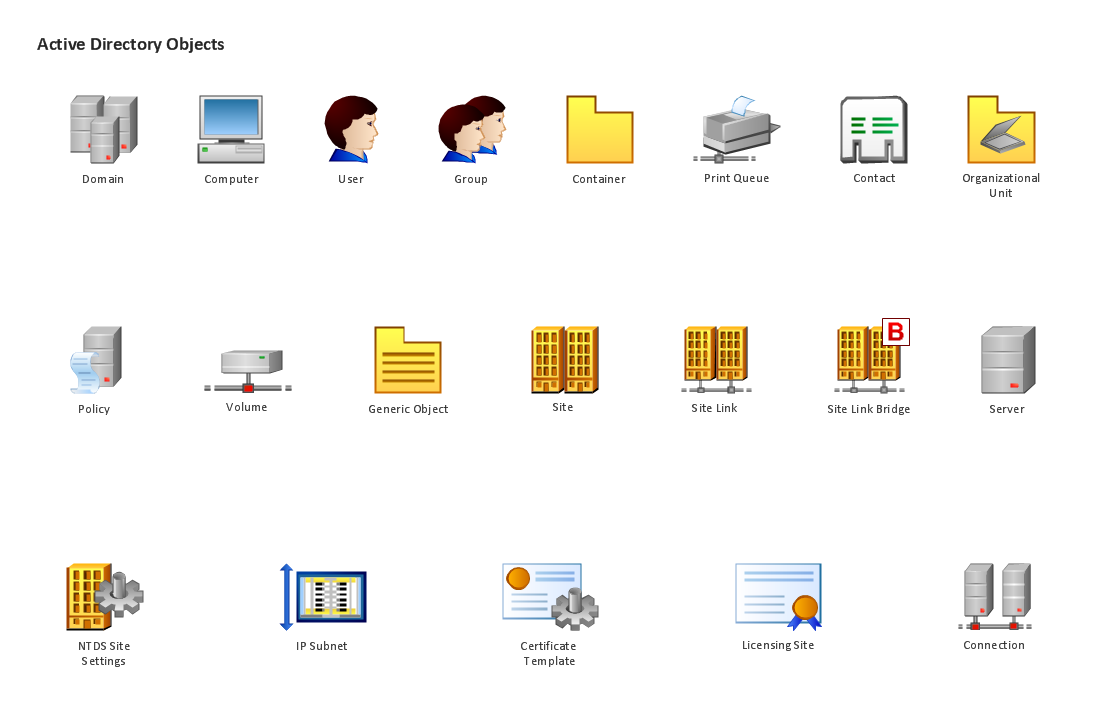 Active Directory Objects
Domain
Computer
User
Group
Container
Print Queue
Contact
Organizational
Unit
B
Policy
Volume
Generic Object
Site
Site Link
Site Link Bridge
Server
NTDS Site
Settings
IP Subnet
Certificate
Template
Licensing Site
Connection